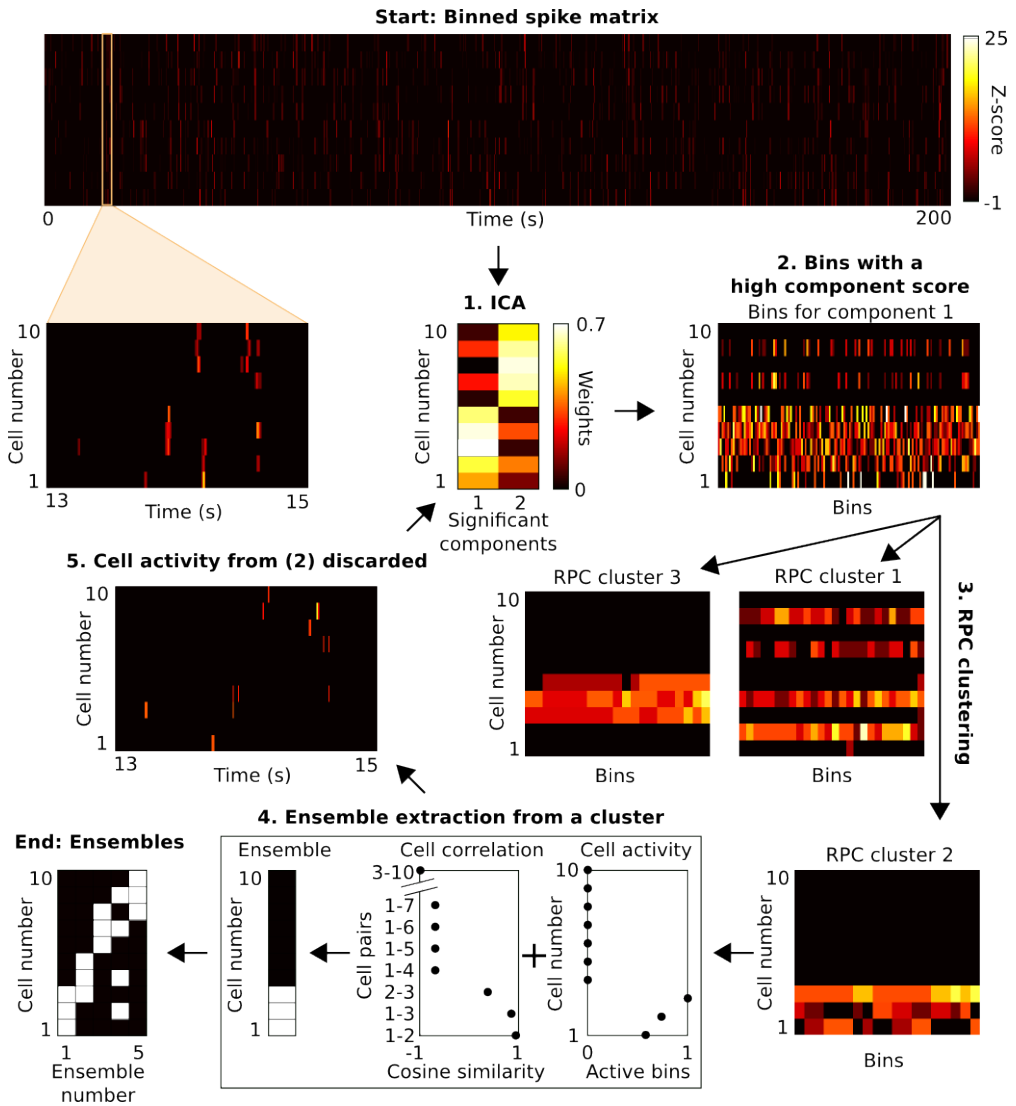 Start: Binned spike matrix
25
Z-score
-1
0
Time (s)
200
2. Bins with a
high component score
Bins for component 1
10
Cell number
1
Bins
1. ICA
10
Cell number
1
0.7
Weights
0
1 2
Significant
components
10
Cell number
1
13
Time (s)
15
5. Cell activity from (2) discarded
10
Cell number
1
13
Time (s)
15
RPC cluster 3
10
Cell number
1
Bins
RPC cluster 1
Bins
3. RPC clustering
4. Ensemble extraction from a cluster
End: Ensembles
10
Cell number
1
1 5
Ensemble
number
Ensemble
10
Cell number
1
Cell correlation
3-10
1-7
1-6
1-5
1-4
2-3
1-3
1-2
Cell pairs
-1 1
Cosine similarity
+
Cell activity
10
Cell number
1
0 1
Active bins
RPC cluster 2
10
Cell number
1
Bins